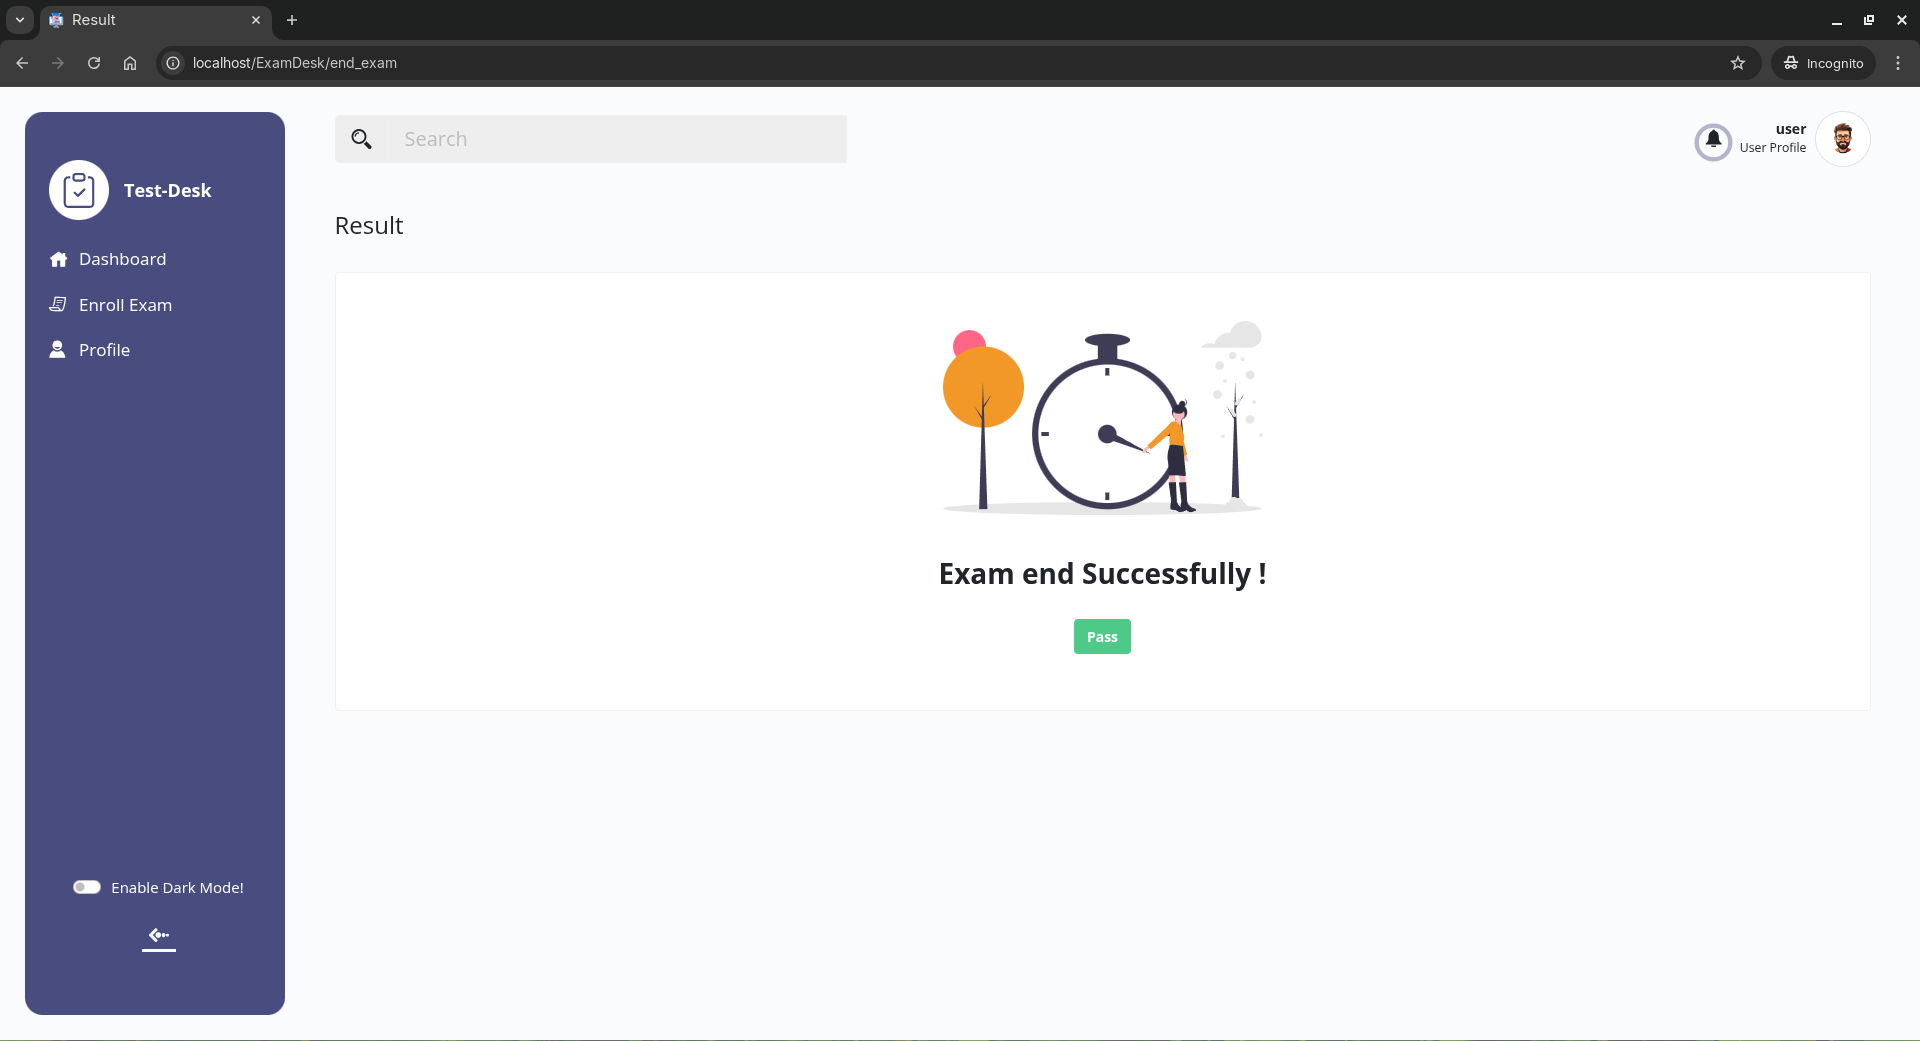 Result
localhost/ExamDesk/end_exam
Incognito
Test-Desk
Dashboard
Enroll Exam
Profile
Enable Dark Mode!
Search
user
User Profile
Result
Exam end Successfully !
Pass